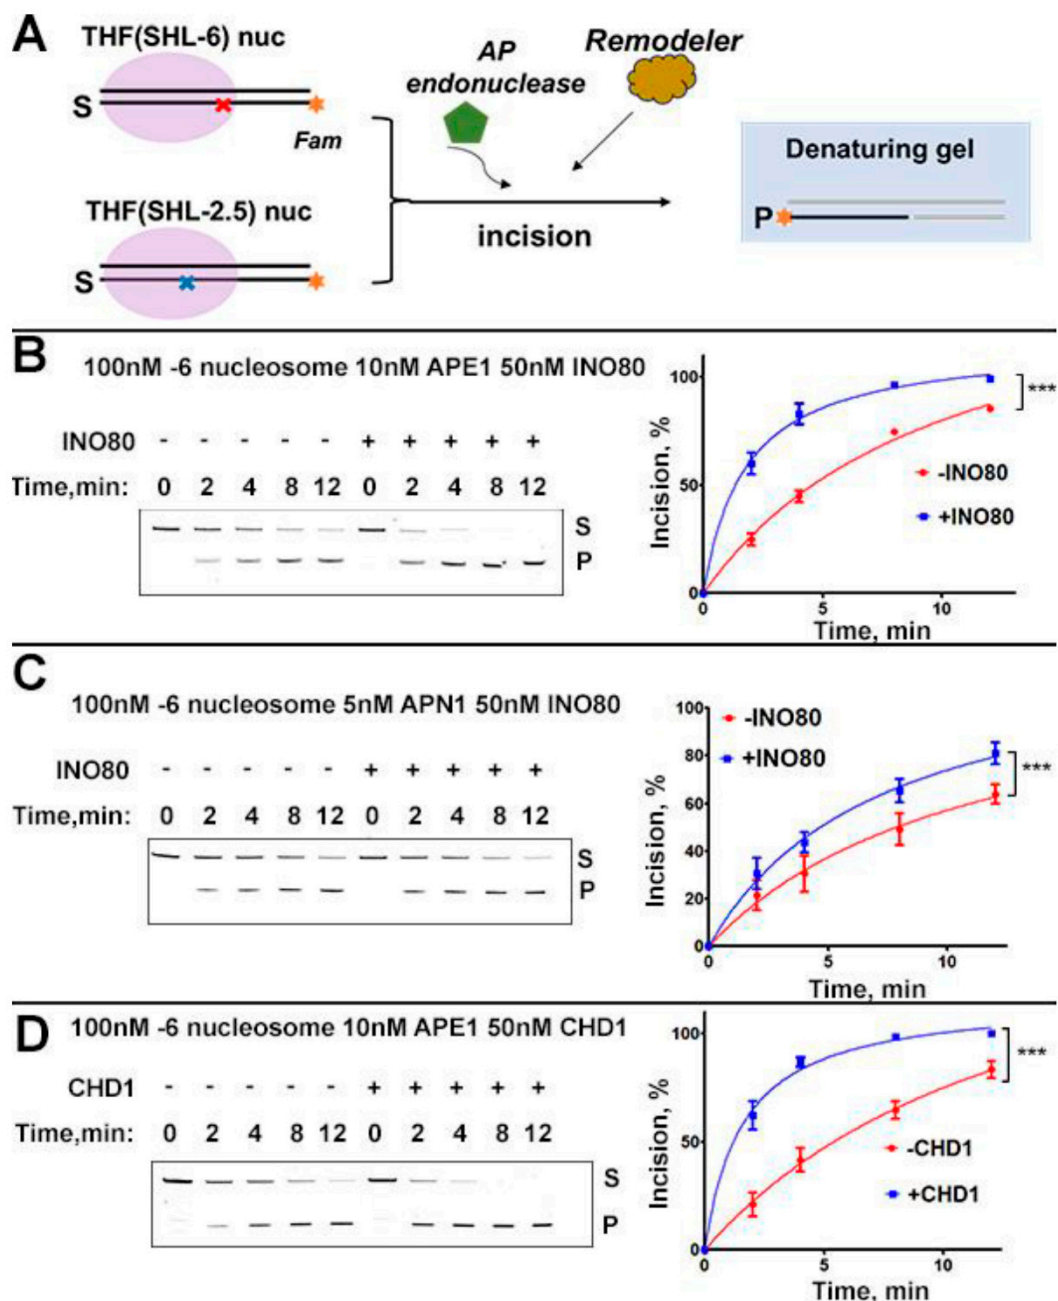 A
THF(SHL-6) nuc
S
Fam
THF(SHL-2.5) nuc
S
AP
endonuclease
Remodeler
incision
Denaturing gel
P
B
100nM -6 nucleosome 10nM APE1 50nM INO80
INO80 - - - - - + + + + +
Time,min: 0 2 4 8 12 0 2 4 8 12
S
P
Incision, %
100
50
0
0 5 10
Time, min
-INO80
+INO80
***
C
100nM -6 nucleosome 5nM APN1 50nM INO80
INO80 - - - - - + + + + +
Time,min: 0 2 4 8 12 0 2 4 8 12
S
P
Incision, %
100
80
60
40
20
0
0 5 10
Time, min
-INO80
+INO80
***
D
100nM -6 nucleosome 10nM APE1 50nM CHD1
CHD1 - - - - - + + + + +
Time,min: 0 2 4 8 12 0 2 4 8 12
S
P
Incision, %
100
50
0
0 5 10
Time, min
-CHD1
+CHD1
***